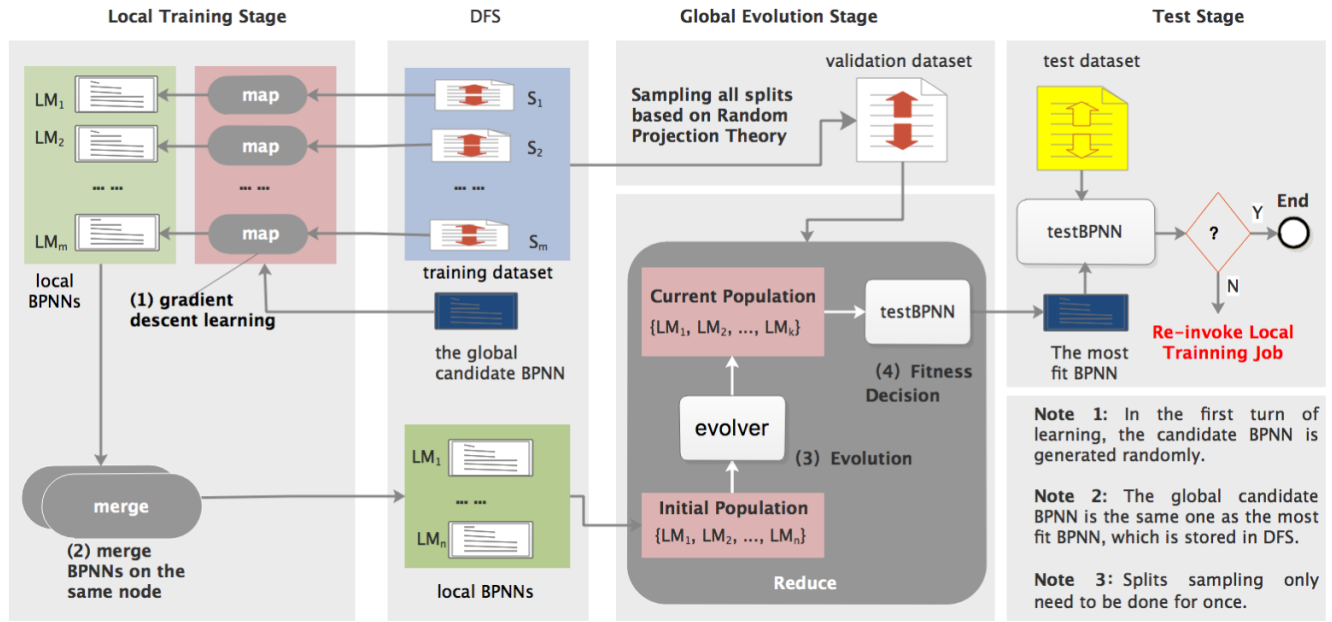 Local Training Stage
DFS
Global Evolution Stage
Test Stage
LM1
map
S1
LM2
map
S2
... ...
... ...
... ...
LMm
map
Sm
local
BPNNs
(1) gradient
descent learning
training dataset
the global
candidate BPNN
merge
(2) merge
BPNNs on the
same node
LM1
... ...
LMn
local BPNNs
Sampling all splits
based on Random
Projection Theory
validation dataset
Current Population
{LM1, LM2, ..., LMk}
testBPNN
(4) Fitness
Decision
evolver
(3) Evolution
Initial Population
{LM1, LM2, ..., LMn}
Reduce
test dataset
testBPNN
?
Y
End
N
The most
fit BPNN
Re-invoke Local
Trainning Job
Note 1: In the first turn of
learning, the candidate BPNN is
generated randomly.
Note 2: The global candidate
BPNN is the same one as the most
fit BPNN, which is stored in DFS.
Note 3: Splits sampling only
need to be done for once.